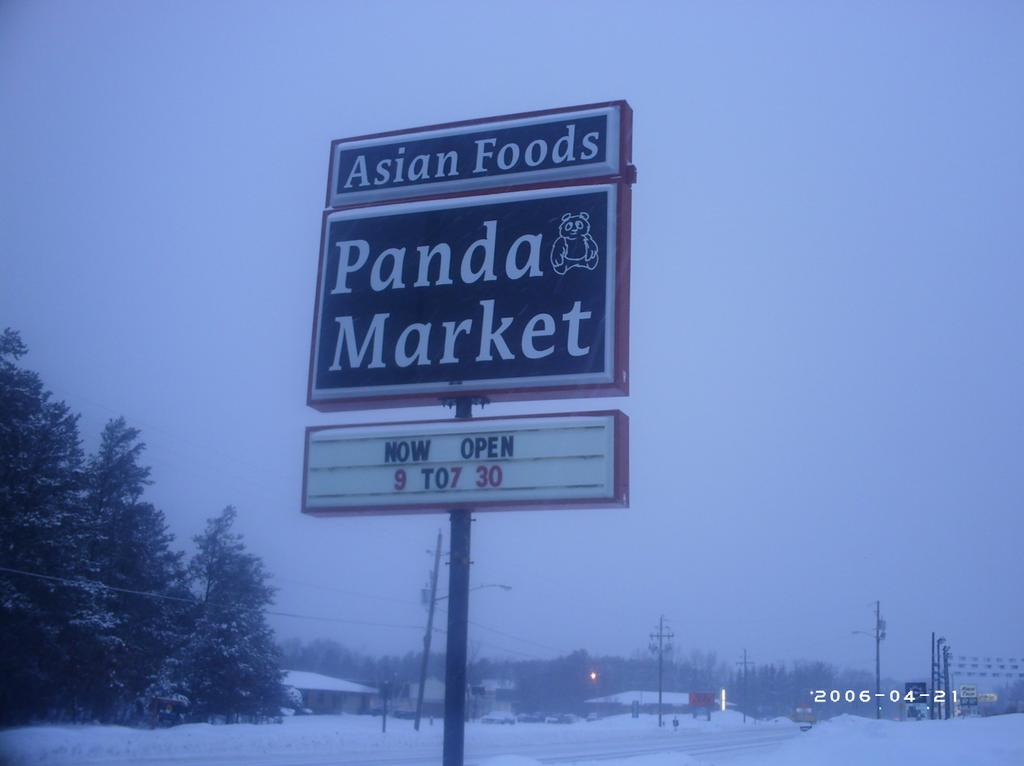 Asian Foods
Panda
Market
NOW OPEN
9 TO7 30
2006-04-21